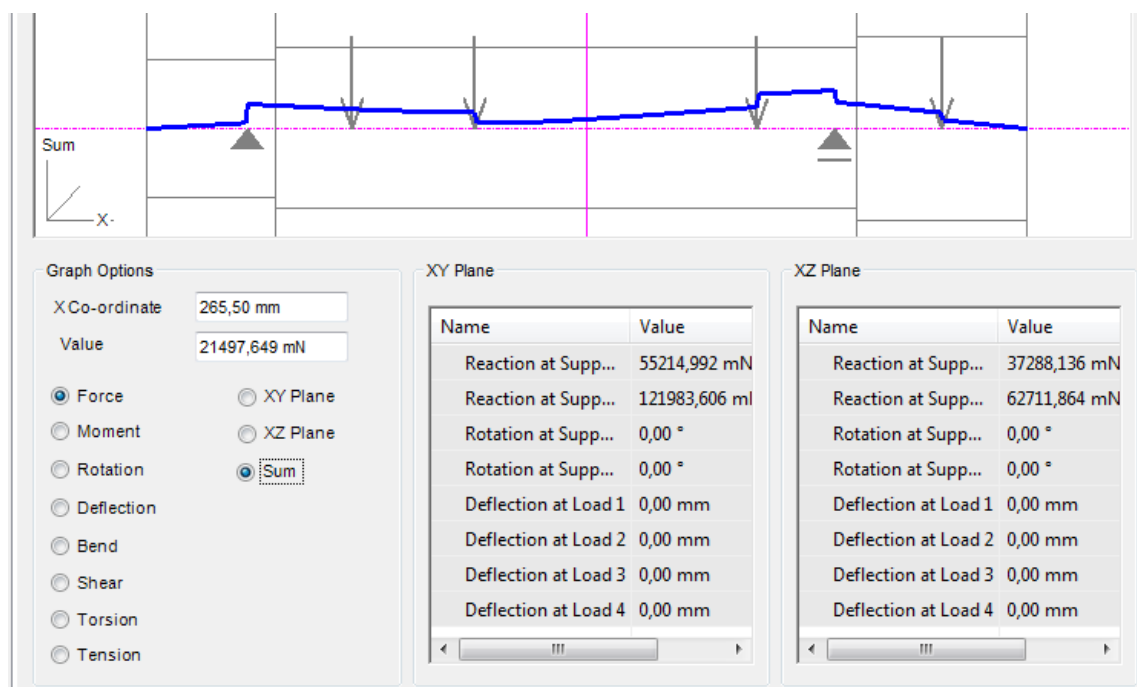 Sum
X-
Graph Options
X Co-ordinate 265,50 mm
Value 21497,649 mN
Force XY Plane
Moment XZ Plane
Rotation Sum
Deflection
Bend
Shear
Torsion
Tension
XY Plane
Name Value
Reaction at Supp... 55214,992 mN
Reaction at Supp... 121983,606 ml
Rotation at Supp... 0,00 °
Rotation at Supp... 0,00 °
Deflection at Load 1 0,00 mm
Deflection at Load 2 0,00 mm
Deflection at Load 3 0,00 mm
Deflection at Load 4 0,00 mm
XZ Plane
Name Value
Reaction at Supp... 37288,136 mN
Reaction at Supp... 62711,864 mN
Rotation at Supp... 0,00 °
Rotation at Supp... 0,00 °
Deflection at Load 1 0,00 mm
Deflection at Load 2 0,00 mm
Deflection at Load 3 0,00 mm
Deflection at Load 4 0,00 mm